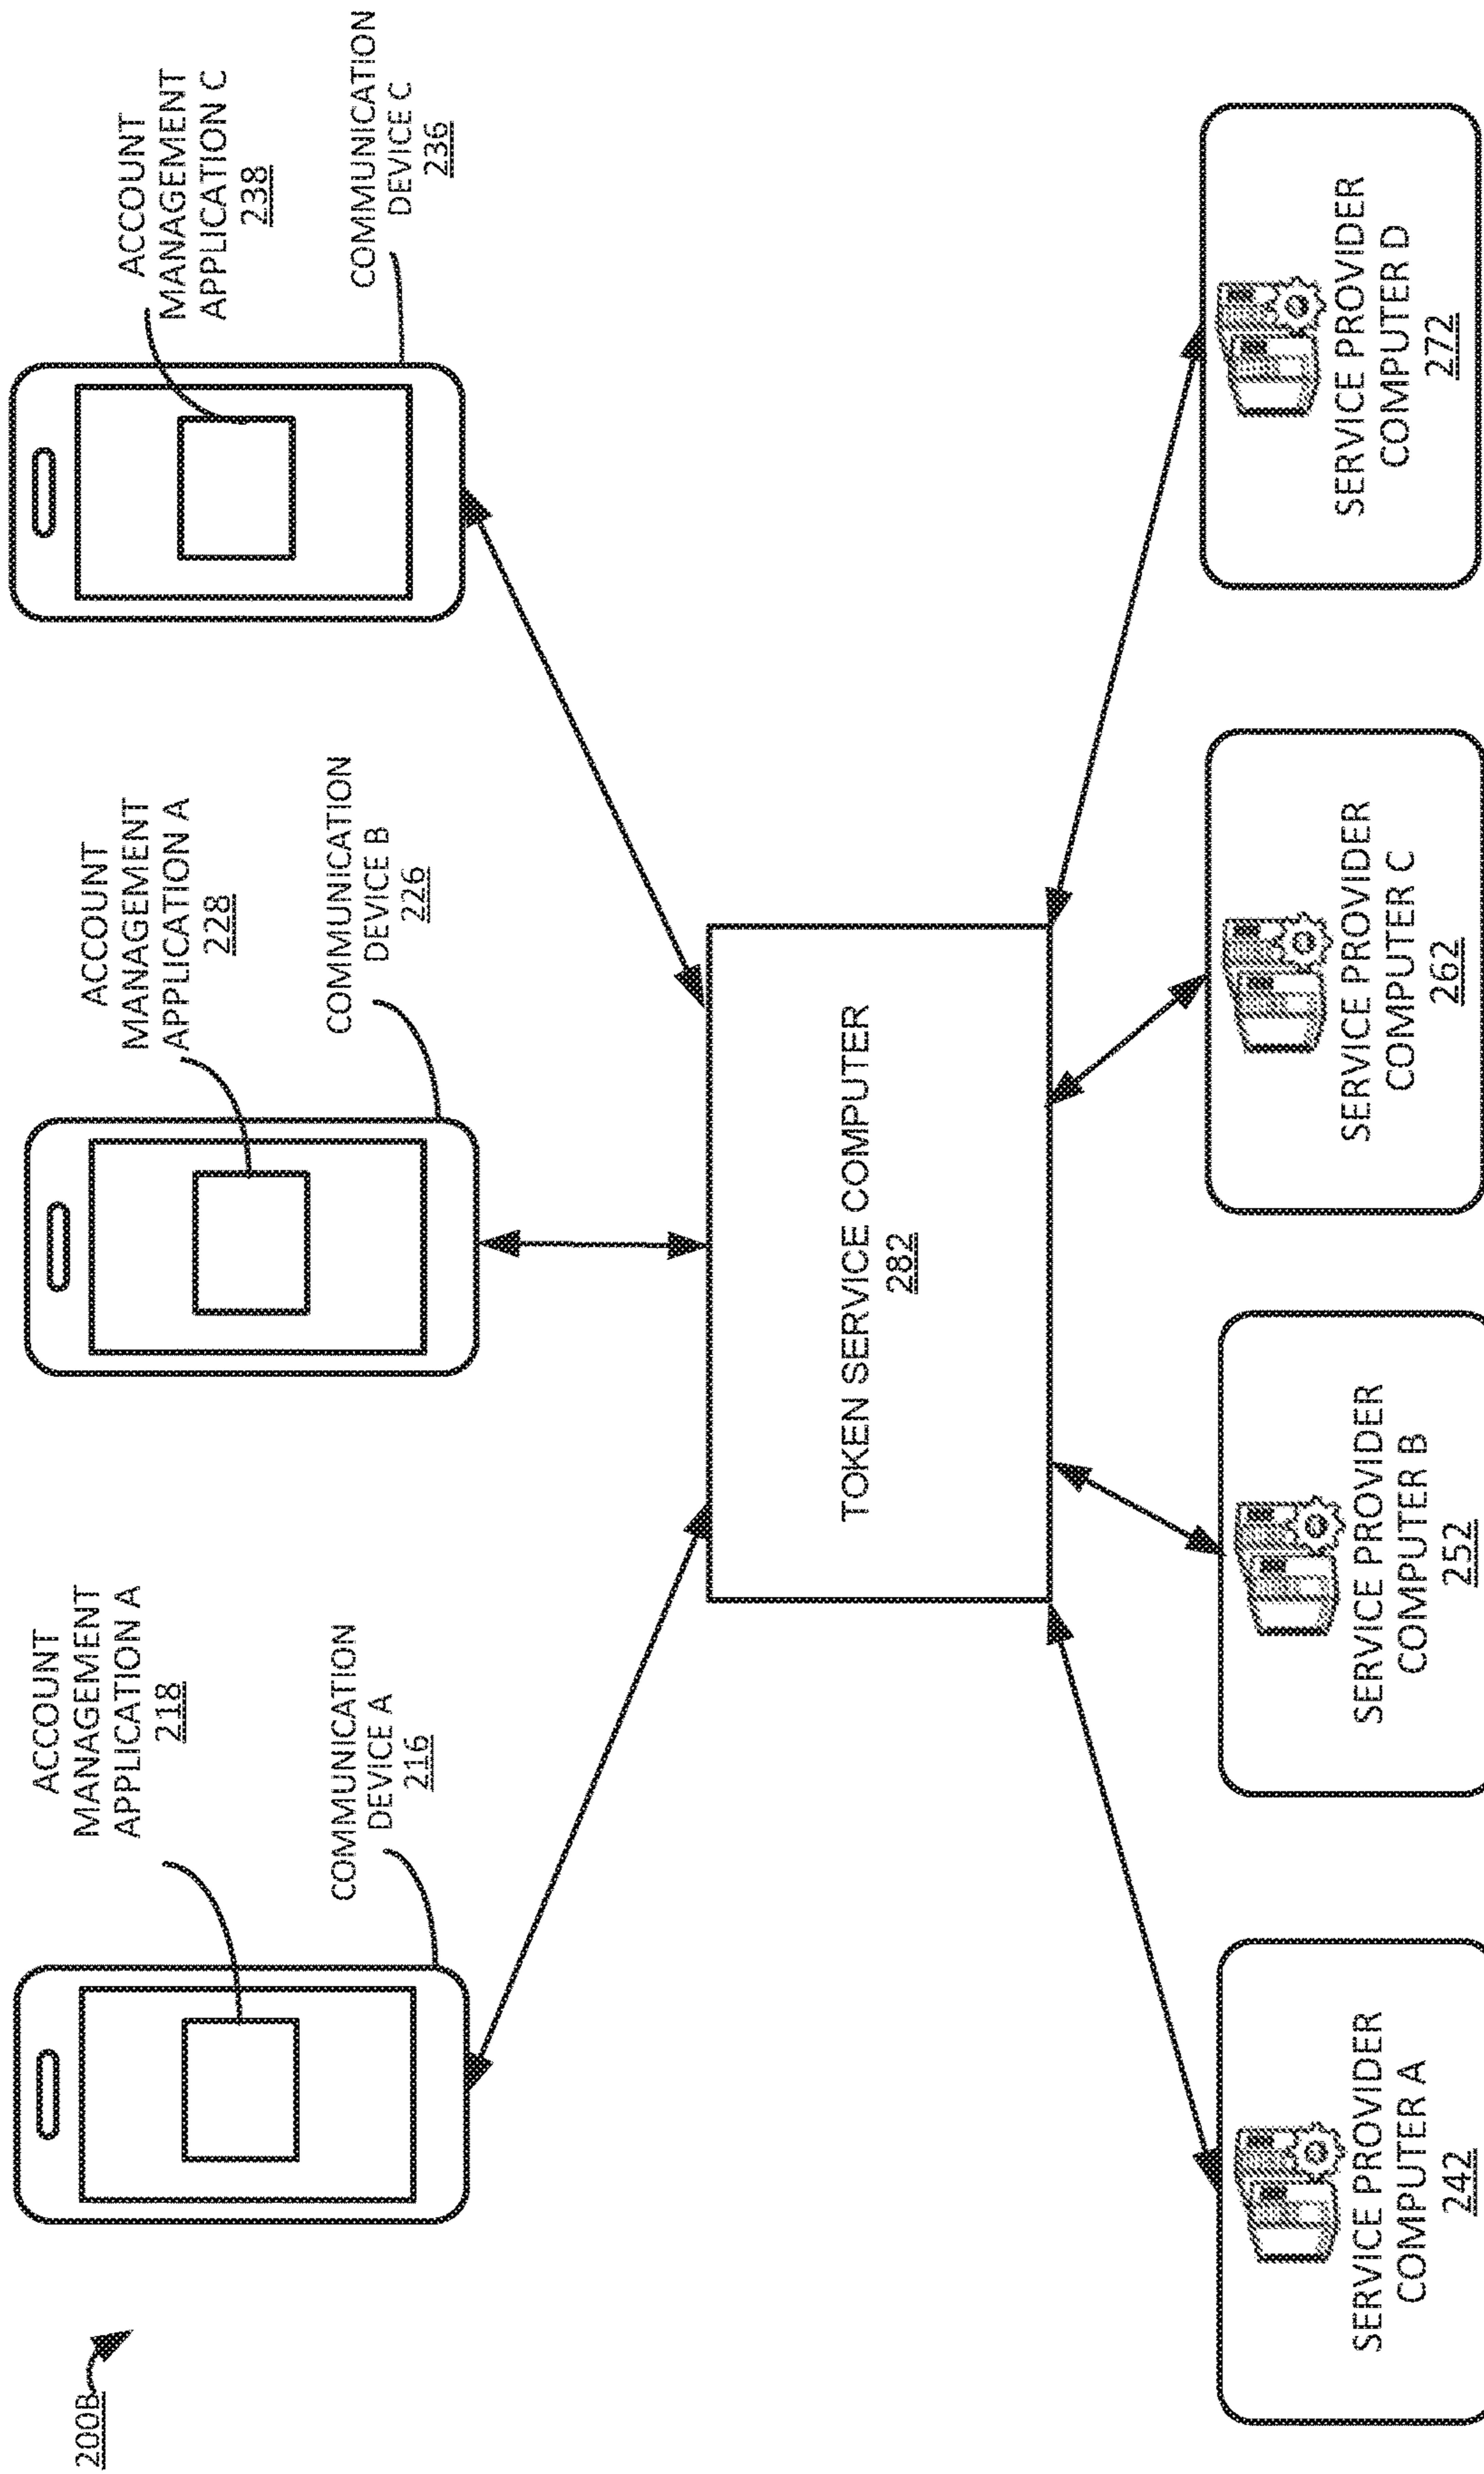 200B
ACCOUNT
MANAGEMENT
APPLICATION A
218
COMMUNICATION
DEVICE A
216
ACCOUNT
MANAGEMENT
APPLICATION A
228
COMMUNICATION
DEVICE B
226
ACCOUNT
MANAGEMENT
APPLICATION C
238
COMMUNICATION
DEVICE C
236
TOKEN SERVICE COMPUTER
282
SERVICE PROVIDER
COMPUTER A
242
SERVICE PROVIDER
COMPUTER B
252
SERVICE PROVIDER
COMPUTER C
262
SERVICE PROVIDER
COMPUTER D
272